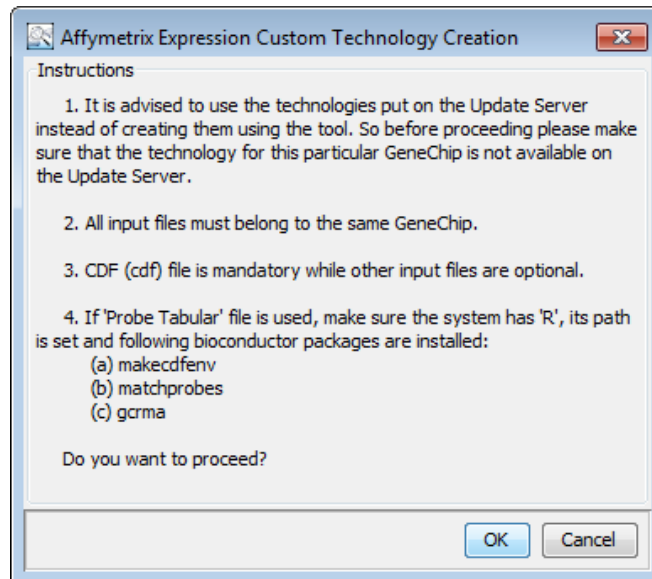 Affymetrix Expression Custom Technology Creation
Instructions
1. It is advised to use the technologies put on the Update Server
instead of creating them using the tool. So before proceeding please make
sure that the technology for this particular GeneChip is not available on
the Update Server.
2. All input files must belong to the same GeneChip.
3. CDF (cdf) file is mandatory while other input files are optional.
4. If 'Probe Tabular' file is used, make sure the system has 'R', its path
is set and following bioconductor packages are installed:
(a) makecdfenv
(b) matchprobes
(c) gcrma
Do you want to proceed?
OK
Cancel